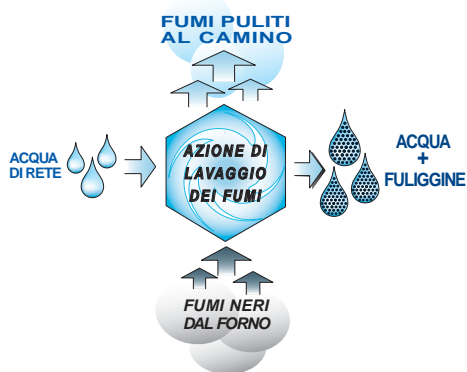 FUMI PULITI
AL CAMINO
ACQUA
DI RETE
AZIONE DI
LAVAGGIO
DEI FUMI
ACQUA
+
FULIGGINE
FUMI NERI
DAL FORNO